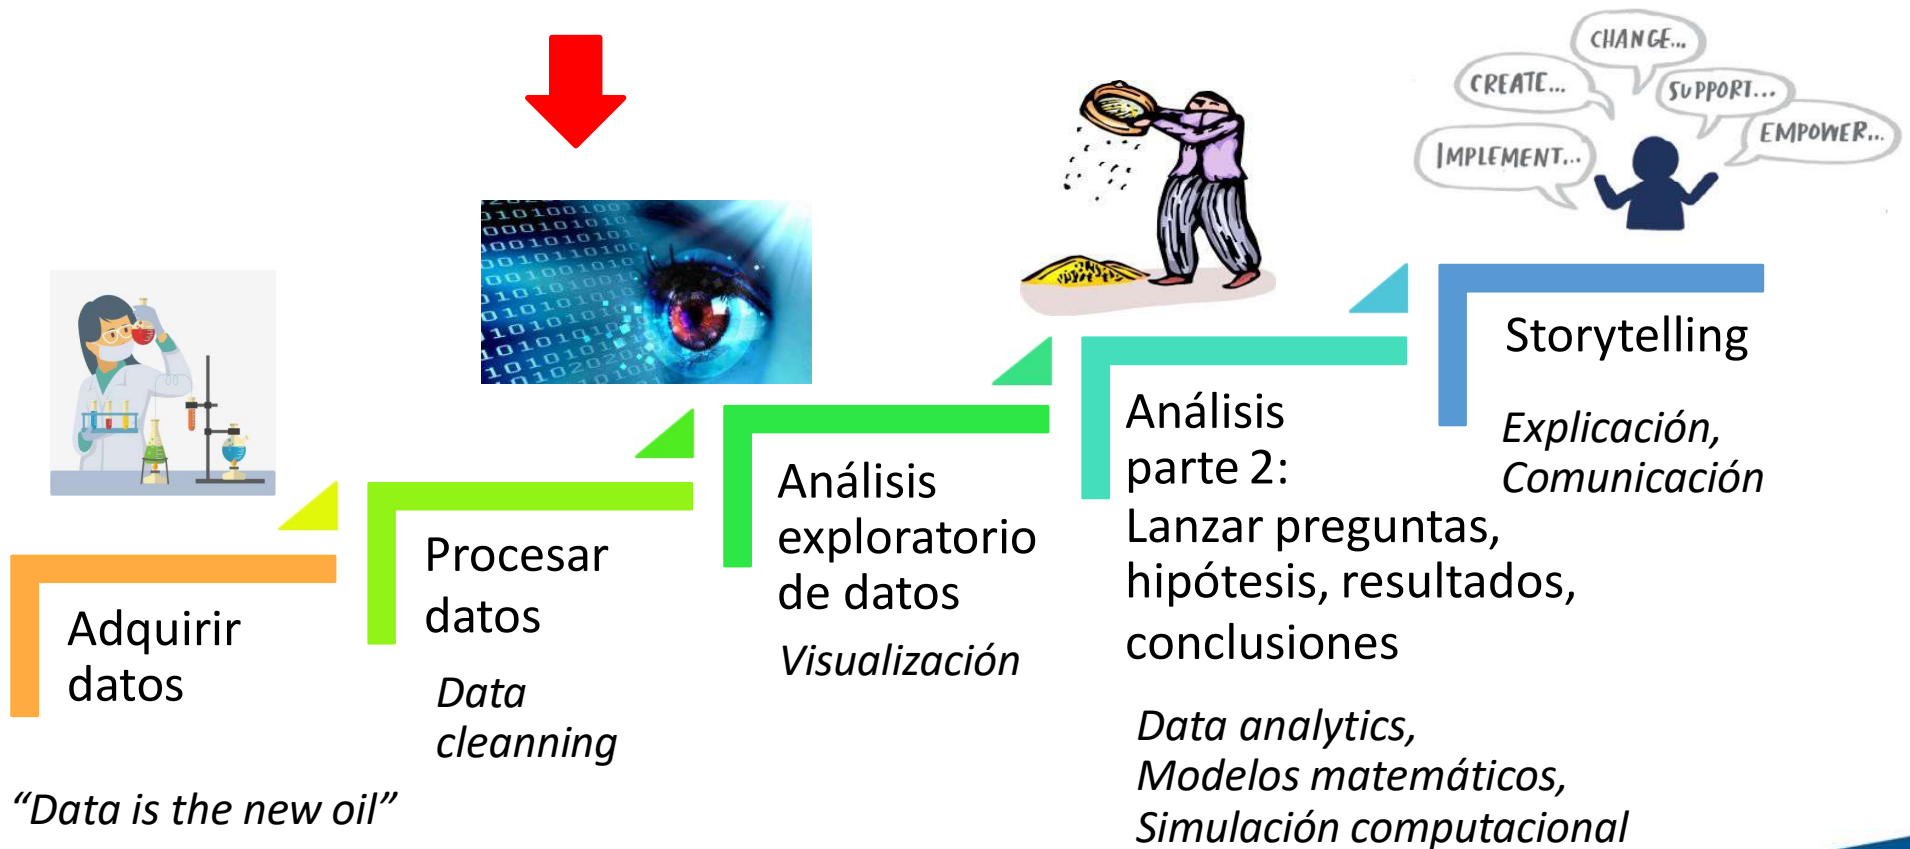 Adquirir
datos
"Data is the new oil"
Procesar
datos
Data
cleanning
Análisis
exploratorio
de datos
Visualización
Análisis
parte 2:
Lanzar preguntas,
hipótesis, resultados,
conclusiones
Data analytics,
Modelos matemáticos,
Simulación computacional
CHANGE...
CREATE...
SUPPORT...
IMPLEMENT...
EMPOWER...
Storytelling
Explicación,
Comunicación